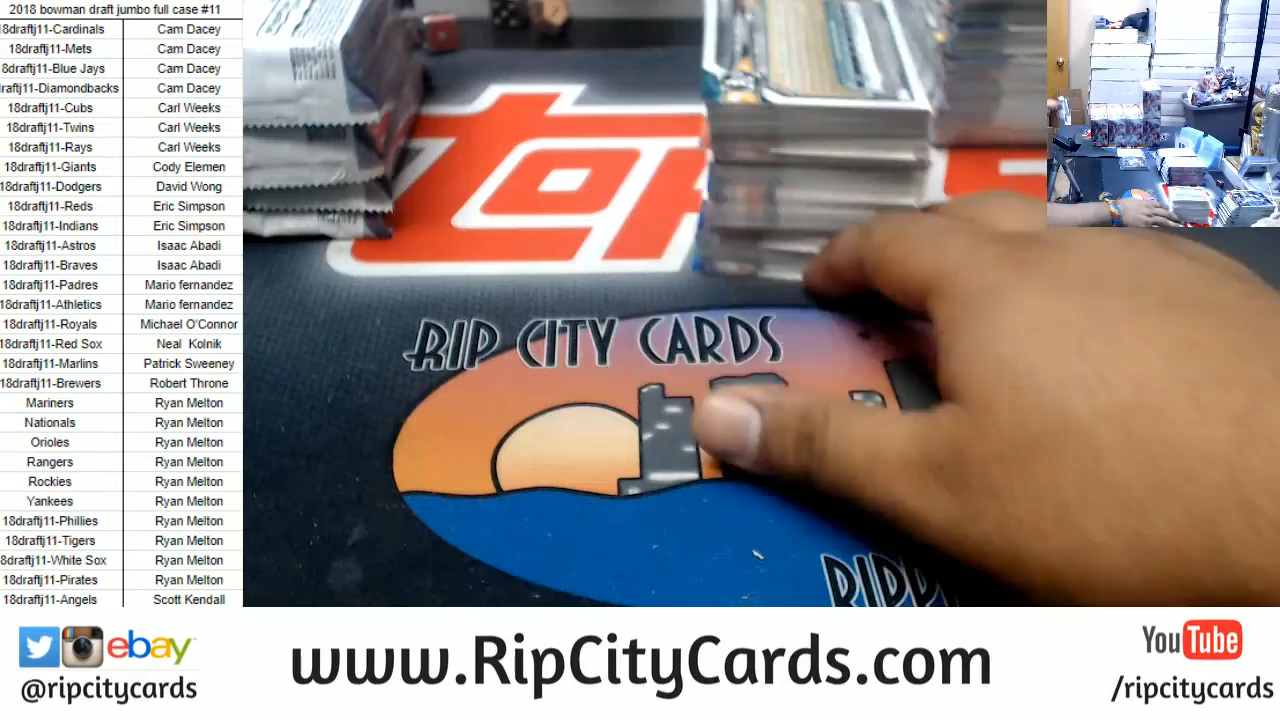 2018 bowman draft jumbo full case #11
18draftj11-Cardinals Cam Dacey
18draftj11-Mets Cam Dacey
8draftj11-Blue Jays Cam Dacey
raftj11-Diamondbacks Cam Dacey
18draftj11-Cubs Carl Weeks
18draftj11-Twins Carl Weeks
18draftj11-Rays Carl Weeks
18draftj11-Giants Cody Elemen
18draftj11-Dodgers David Wong
18draftj11-Reds Eric Simpson
18draftj11-Indians Eric Simpson
18draftj11-Astros Isaac Abadi
18draftj11-Braves Isaac Abadi
18draftj11-Padres Mario fernandez
18draftj11-Athletics Mario fernandez
18draftj11-Royals Michael O'Connor
18draftj11-Red Sox Neal Kolnik
18draftj11-Marlins Patrick Sweeney
18draftj11-Brewers Robert Throne
Mariners Ryan Melton
Nationals Ryan Melton
Orioles Ryan Melton
Rangers Ryan Melton
Rockies Ryan Melton
Yankees Ryan Melton
18draftj11-Phillies Ryan Melton
18draftj11-Tigers Ryan Melton
8draftj11-White Sox Ryan Melton
18draftj11-Pirates Ryan Melton
18draftj11-Angels Scott Kendall
RIP CITY CARDS
RIPP
ebay
@ripcitycards
www.RipCityCards.com
YouTube
/ripcitycards